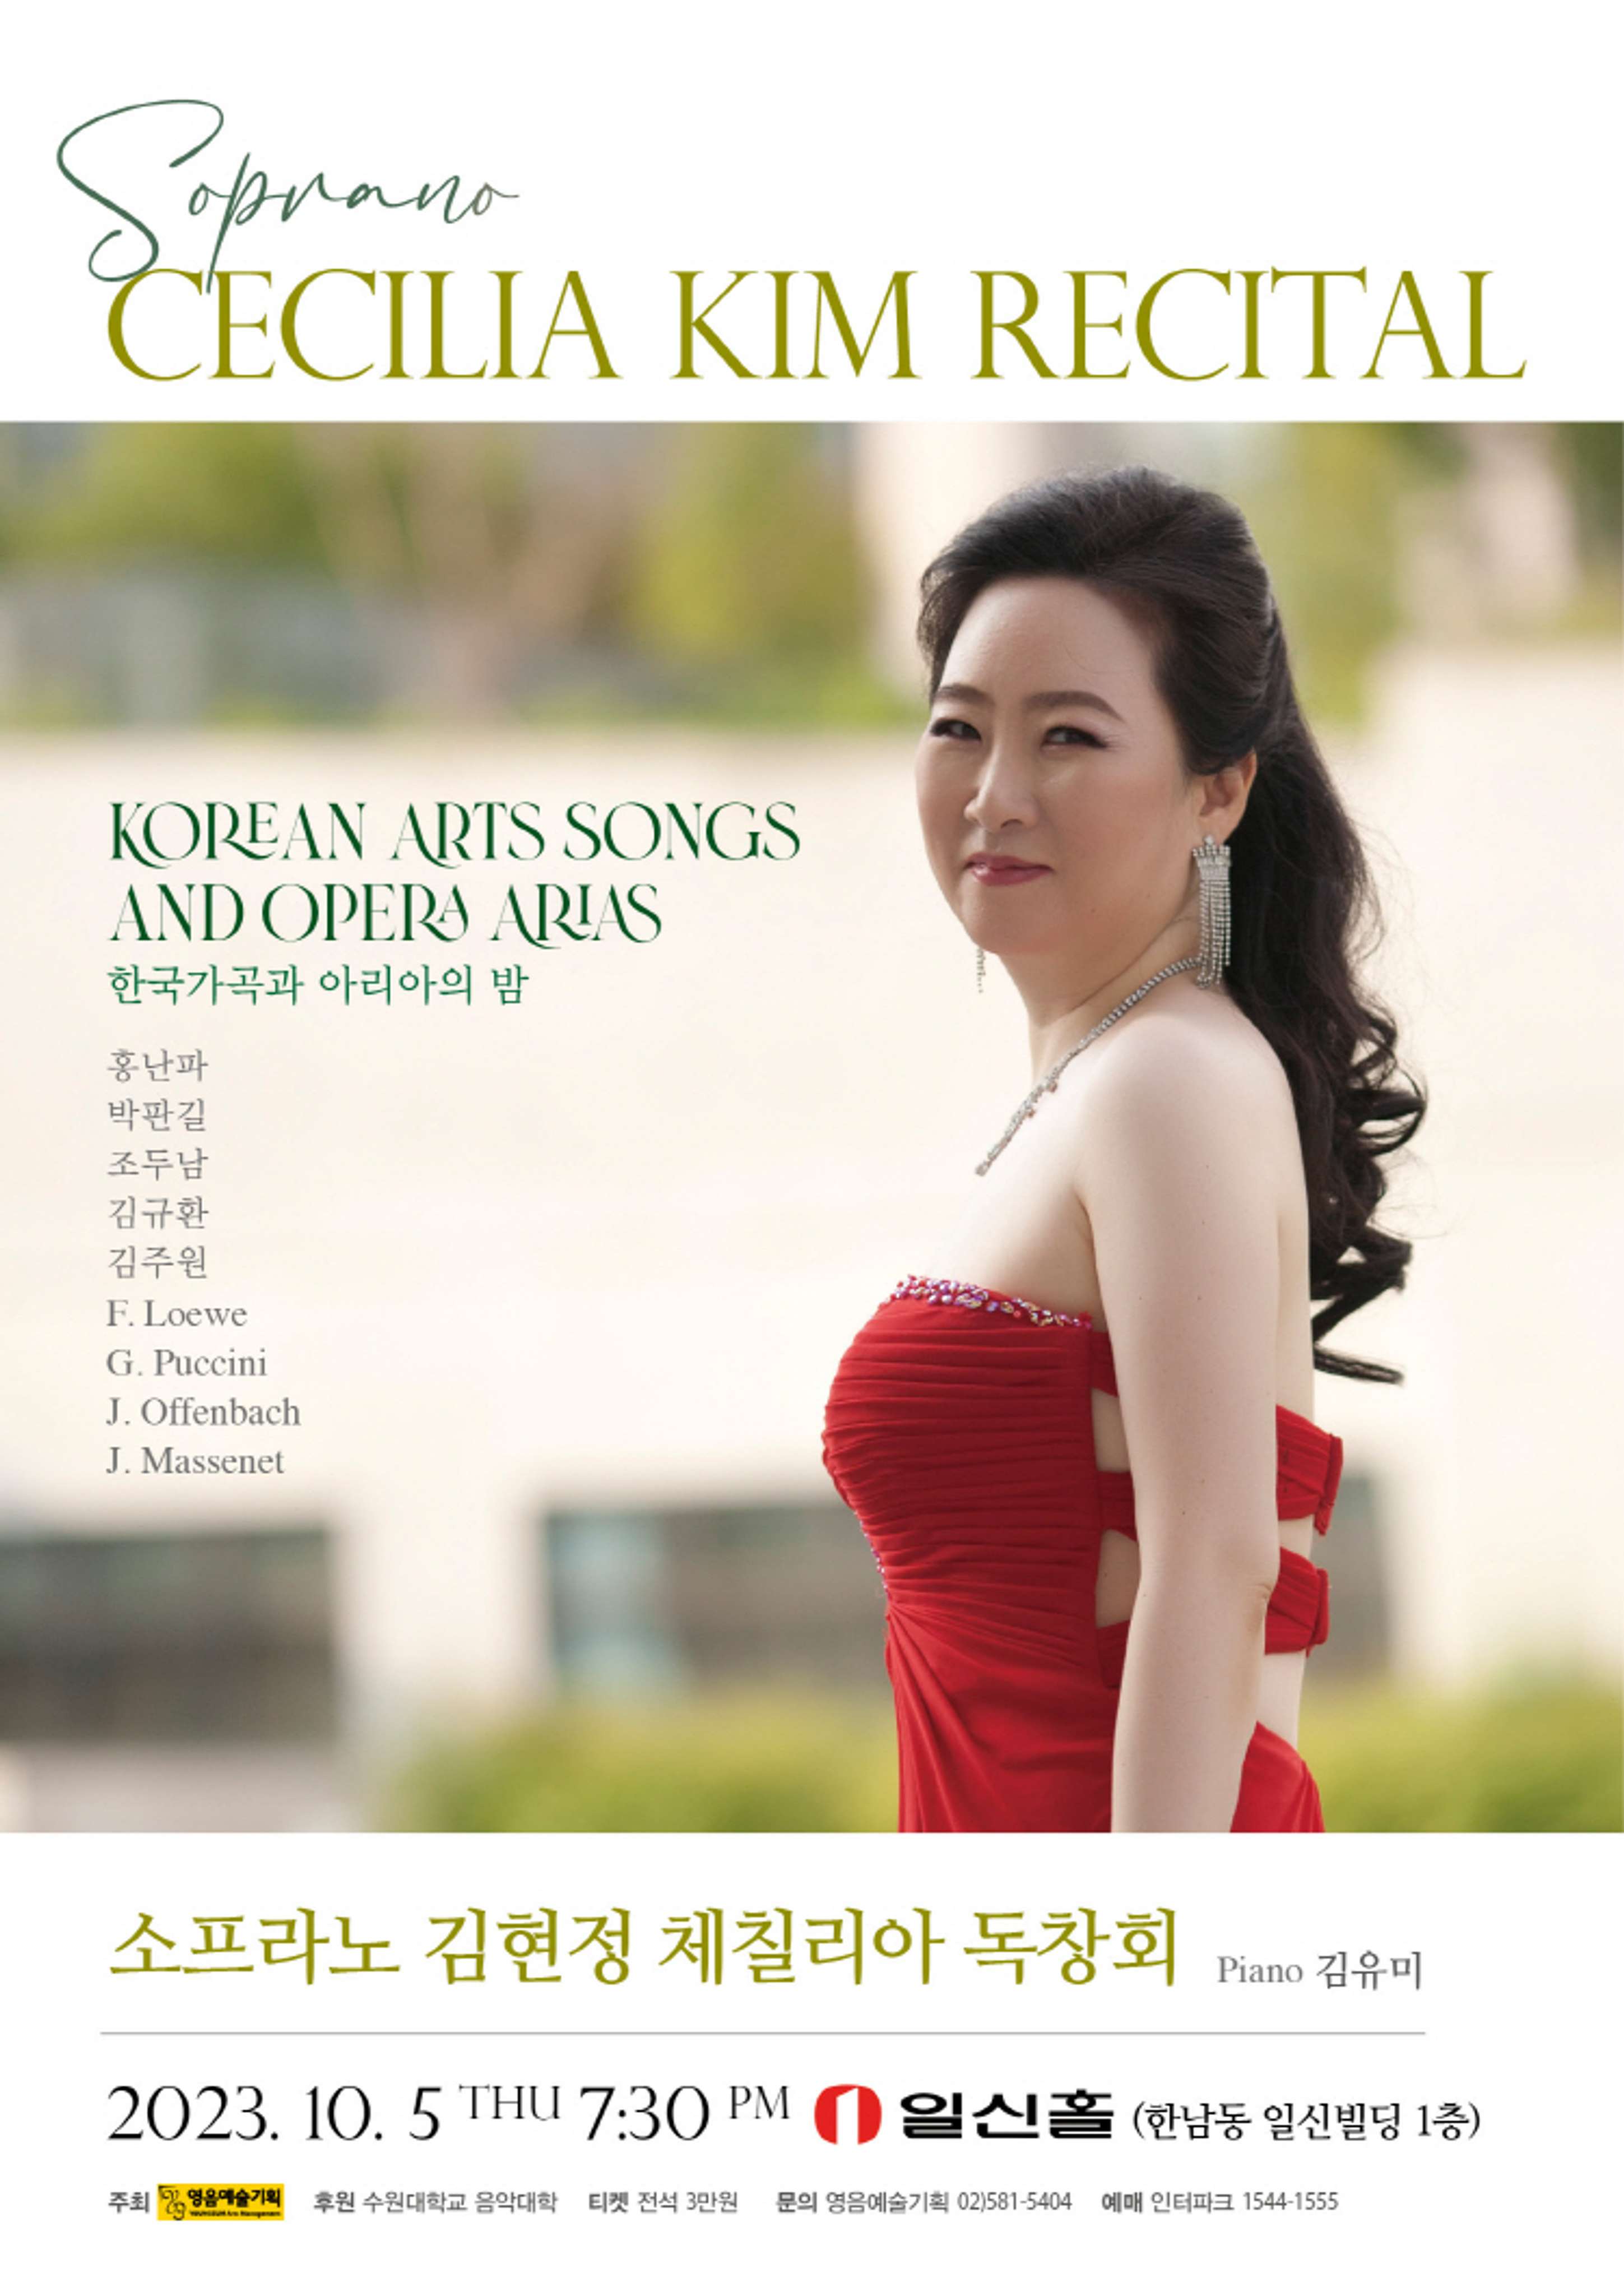 Soprano
CECILIA KIM RECITAL
KOREAN ARTS SONGS
AND OPERA ARIAS
한국가곡과 아리아의 밤
홍난파
박판길
조두남
김규환
김주원
F. Loewe
G. Puccini
J. Offenbach
J. Massenet
소프라노 김현정 체칠리아 독창회 Piano 김유미
2023. 10. 5 THU 7:30 PM 일신홀 (한남동 일신빌딩 1층)
주최 영음예술기획 후원 수원대학교 음악대학 티켓 전석 3만원 문의 영음예술기획 02)581-5404 예매 인터파크 1544-1555